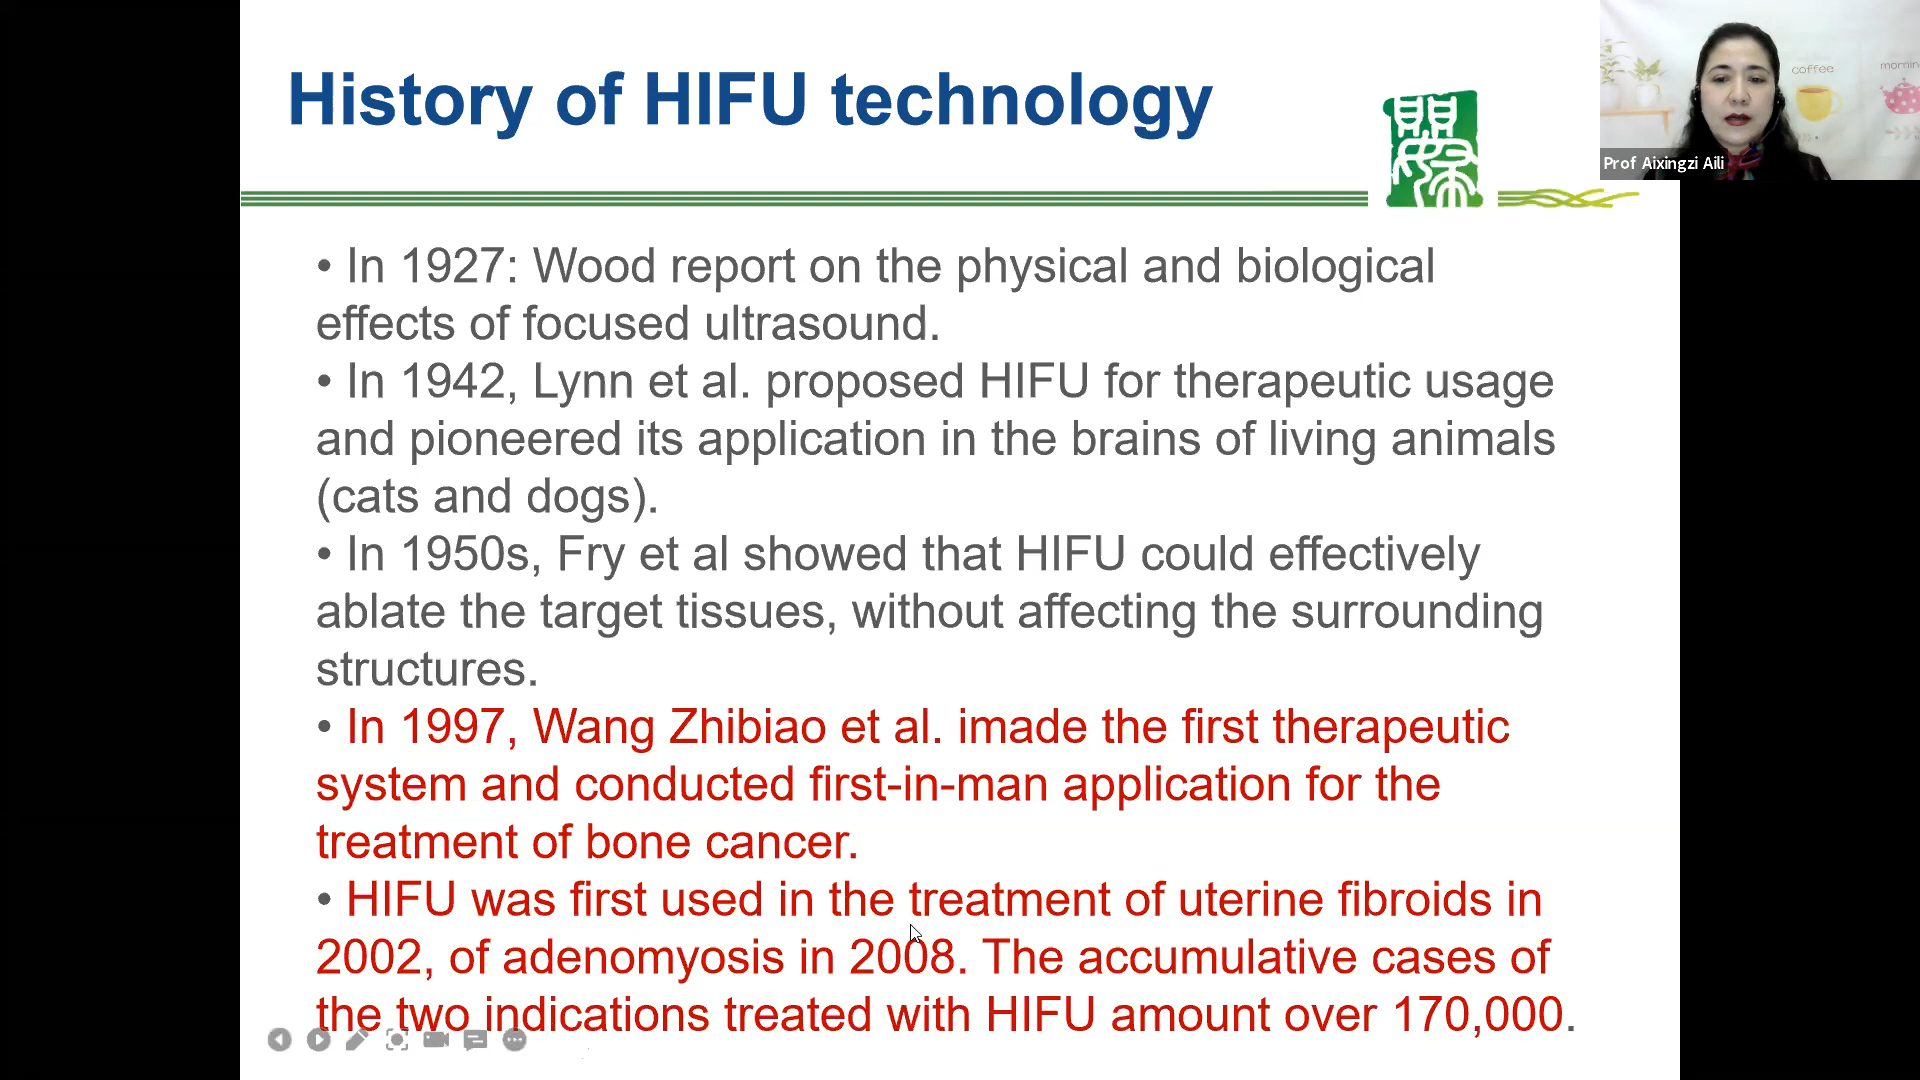 History of HIFU technology
coffee
Prof Aixingzi Aili
• In 1927: Wood report on the physical and biological
effects of focused ultrasound.
• In 1942, Lynn et al. proposed HIFU for therapeutic usage
and pioneered its application in the brains of living animals
(cats and dogs).
• In 1950s, Fry et al showed that HIFU could effectively
ablate the target tissues, without affecting the surrounding
structures.
• In 1997, Wang Zhibiao et al. imade the first therapeutic
system and conducted first-in-man application for the
treatment of bone cancer.
• HIFU was first used in the treatment of uterine fibroids in
2002, of adenomyosis in 2008. The accumulative cases of
the two indications treated with HIFU amount over 170,000.